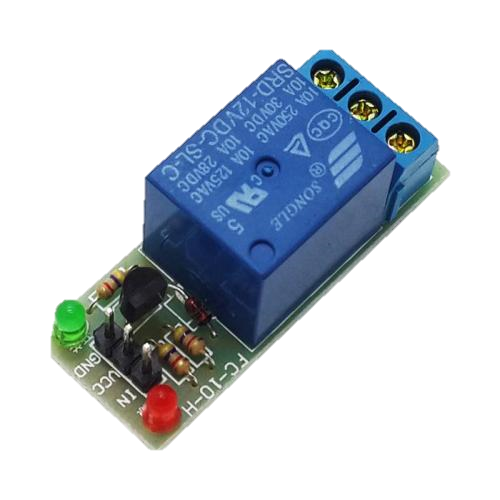 SONGLE
5
c US
CQC
10A 250VAC 10A 125VAC
10A 30VDC 10A 28VDC
SRD-12VDC-SL-C
GND
VCC
IN
FC-10-H